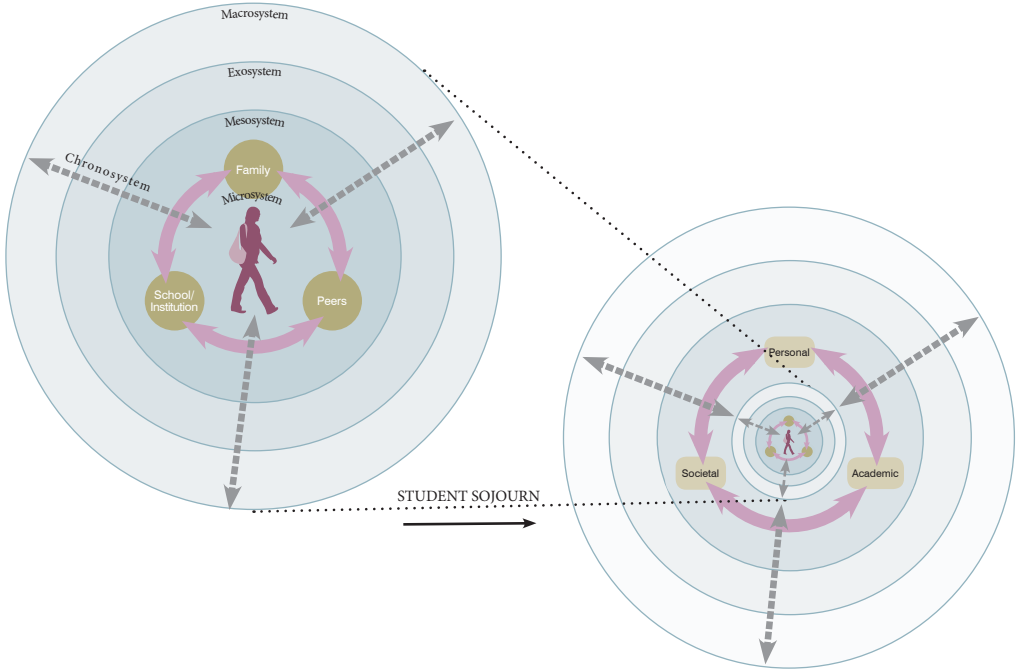 Macrosystem
Exosystem
Mesosystem
Chronosystem
Family
Microsystem
School/
Institution
Peers
STUDENT SOJOURN
Personal
Societal
Academic